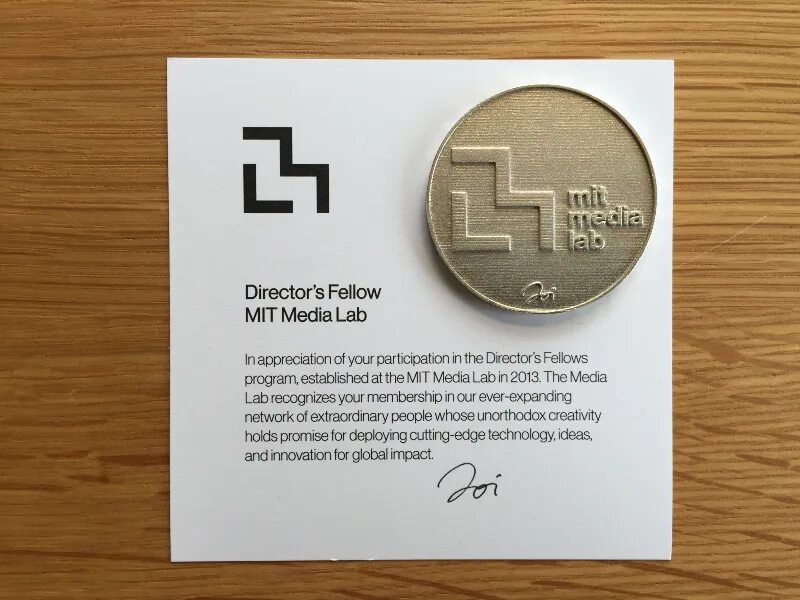 mit
media
lab
Joi
Director's Fellow
MIT Media Lab
In appreciation of your participation in the Director's Fellows
program, established at the MIT Media Lab in 2013. The Media
Lab recognizes your membership in our ever-expanding
network of extraordinary people whose unorthodox creativity
holds promise for deploying cutting-edge technology, ideas,
and innovation for global impact.
Joi